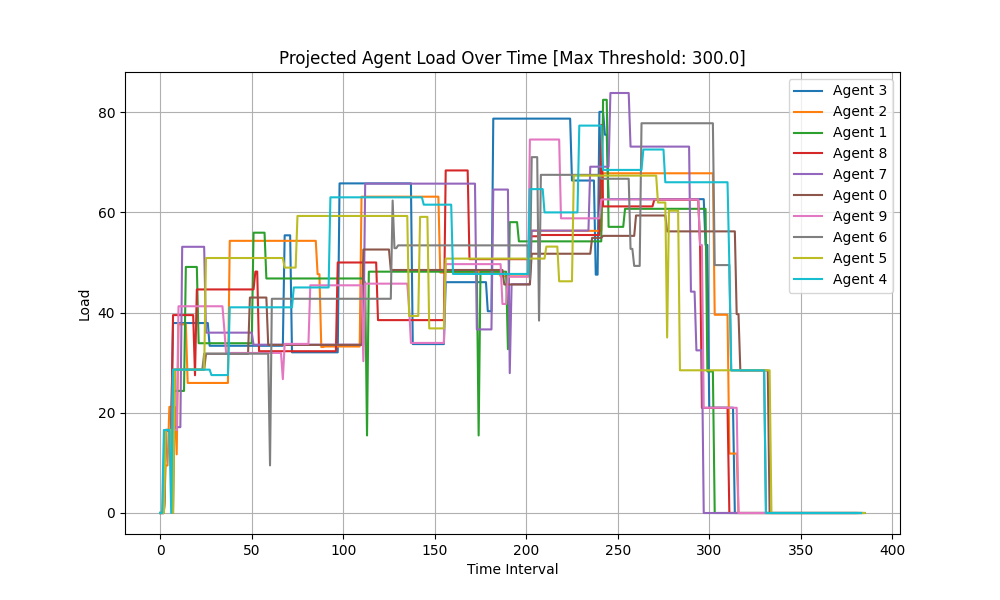 Projected Agent Load Over Time [Max Threshold: 300.0]
Load
80
60
40
20
0
0 50 100 150 200 250 300 350 400
Time Interval
Agent 3
Agent 2
Agent 1
Agent 8
Agent 7
Agent 0
Agent 9
Agent 6
Agent 5
Agent 4